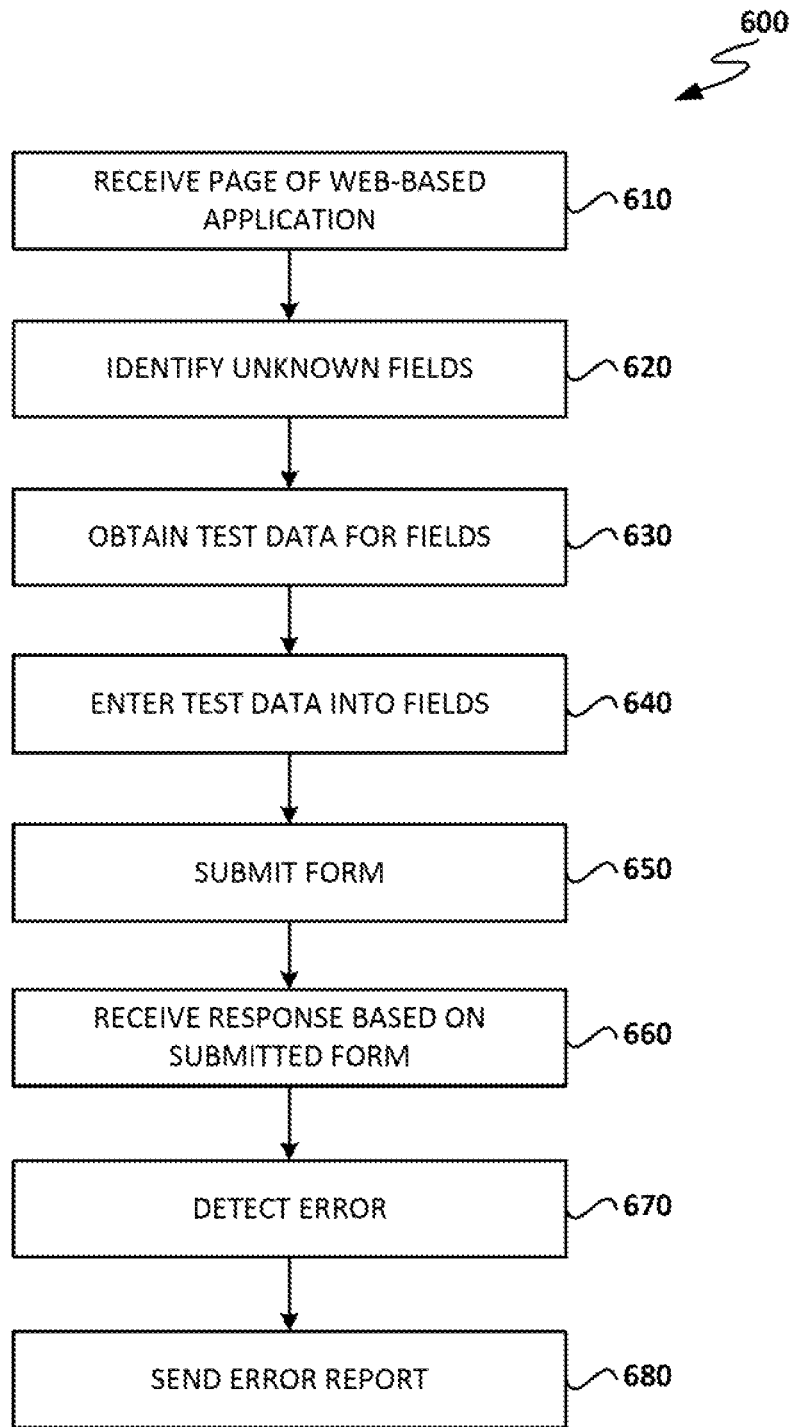 600
RECEIVE PAGE OF WEB-BASED
APPLICATION
610
IDENTIFY UNKNOWN FIELDS
620
OBTAIN TEST DATA FOR FIELDS
630
ENTER TEST DATA INTO FIELDS
640
SUBMIT FORM
650
RECEIVE RESPONSE BASED ON
SUBMITTED FORM
660
DETECT ERROR
670
SEND ERROR REPORT
680